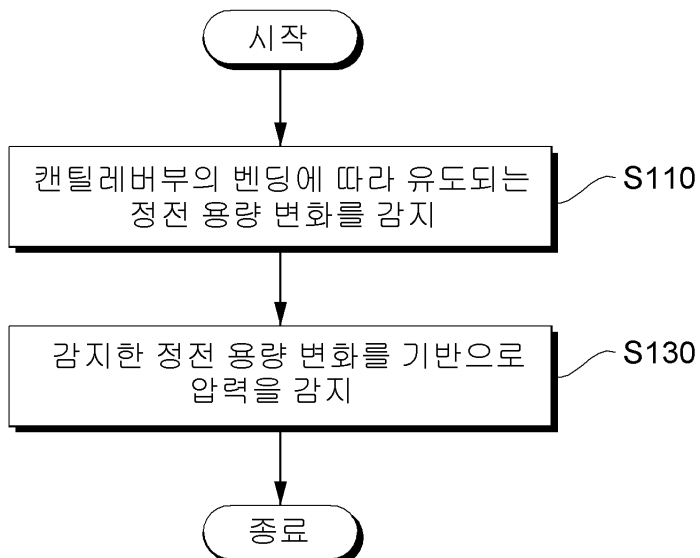 시작
캔틸레버부의 벤딩에 따라 유도되는
정전 용량 변화를 감지
S110
감지한 정전 용량 변화를 기반으로
압력을 감지
S130
종료